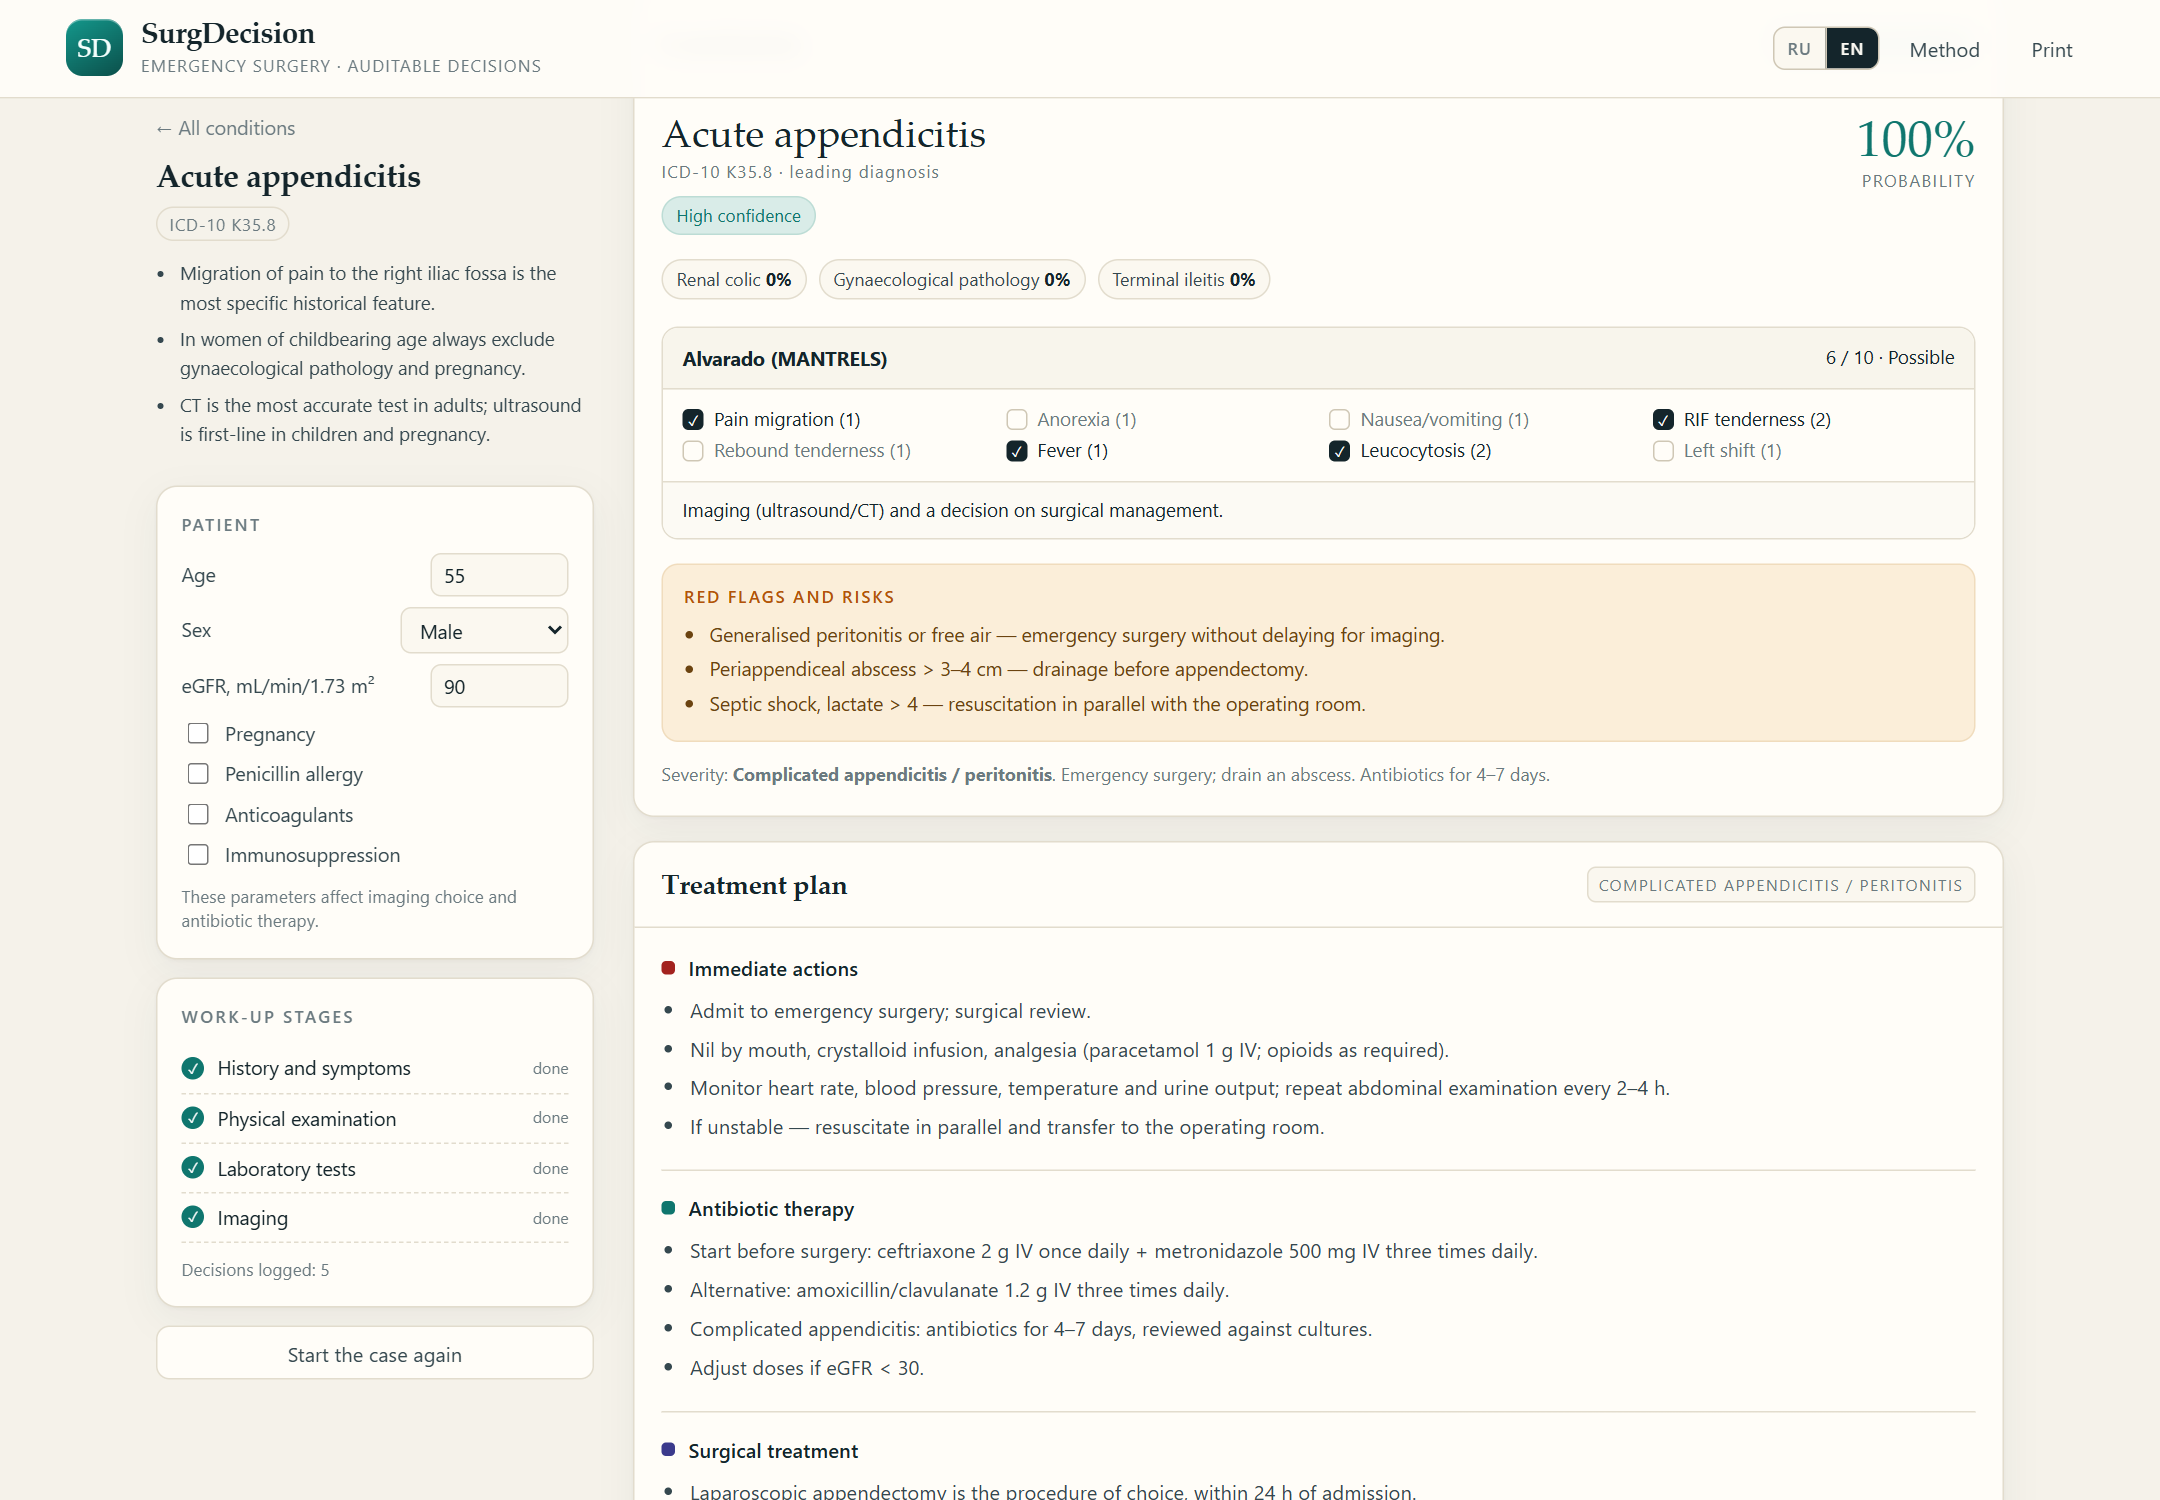 SD
SurgDecision
EMERGENCY SURGERY · AUDITABLE DECISIONS
RU
EN
Method
Print
← All conditions
Acute appendicitis
ICD-10 K35.8
• Migration of pain to the right iliac fossa is the
most specific historical feature.
• In women of childbearing age always exclude
gynaecological pathology and pregnancy.
• CT is the most accurate test in adults; ultrasound
is first-line in children and pregnancy.
PATIENT
Age 55
Sex Male
eGFR, mL/min/1.73 m² 90
Pregnancy
Penicillin allergy
Anticoagulants
Immunosuppression
These parameters affect imaging choice and
antibiotic therapy.
WORK-UP STAGES
History and symptoms done
Physical examination done
Laboratory tests done
Imaging done
Decisions logged: 5
Start the case again
Acute appendicitis
100%
ICD-10 K35.8 · leading diagnosis
PROBABILITY
High confidence
Renal colic 0% Gynaecological pathology 0% Terminal ileitis 0%
Alvarado (MANTRELS) 6 / 10 · Possible
Pain migration (1) Anorexia (1) Nausea/vomiting (1) RIF tenderness (2)
Rebound tenderness (1) Fever (1) Leucocytosis (2) Left shift (1)
Imaging (ultrasound/CT) and a decision on surgical management.
RED FLAGS AND RISKS
• Generalised peritonitis or free air — emergency surgery without delaying for imaging.
• Periappendiceal abscess > 3–4 cm — drainage before appendectomy.
• Septic shock, lactate > 4 — resuscitation in parallel with the operating room.
Severity: Complicated appendicitis / peritonitis. Emergency surgery; drain an abscess. Antibiotics for 4–7 days.
Treatment plan COMPLICATED APPENDICITIS / PERITONITIS
Immediate actions
• Admit to emergency surgery; surgical review.
• Nil by mouth, crystalloid infusion, analgesia (paracetamol 1 g IV; opioids as required).
• Monitor heart rate, blood pressure, temperature and urine output; repeat abdominal examination every 2–4 h.
• If unstable — resuscitate in parallel and transfer to the operating room.
Antibiotic therapy
• Start before surgery: ceftriaxone 2 g IV once daily + metronidazole 500 mg IV three times daily.
• Alternative: amoxicillin/clavulanate 1.2 g IV three times daily.
• Complicated appendicitis: antibiotics for 4–7 days, reviewed against cultures.
• Adjust doses if eGFR < 30.
Surgical treatment
• Laparoscopic appendectomy is the procedure of choice, within 24 h of admission.